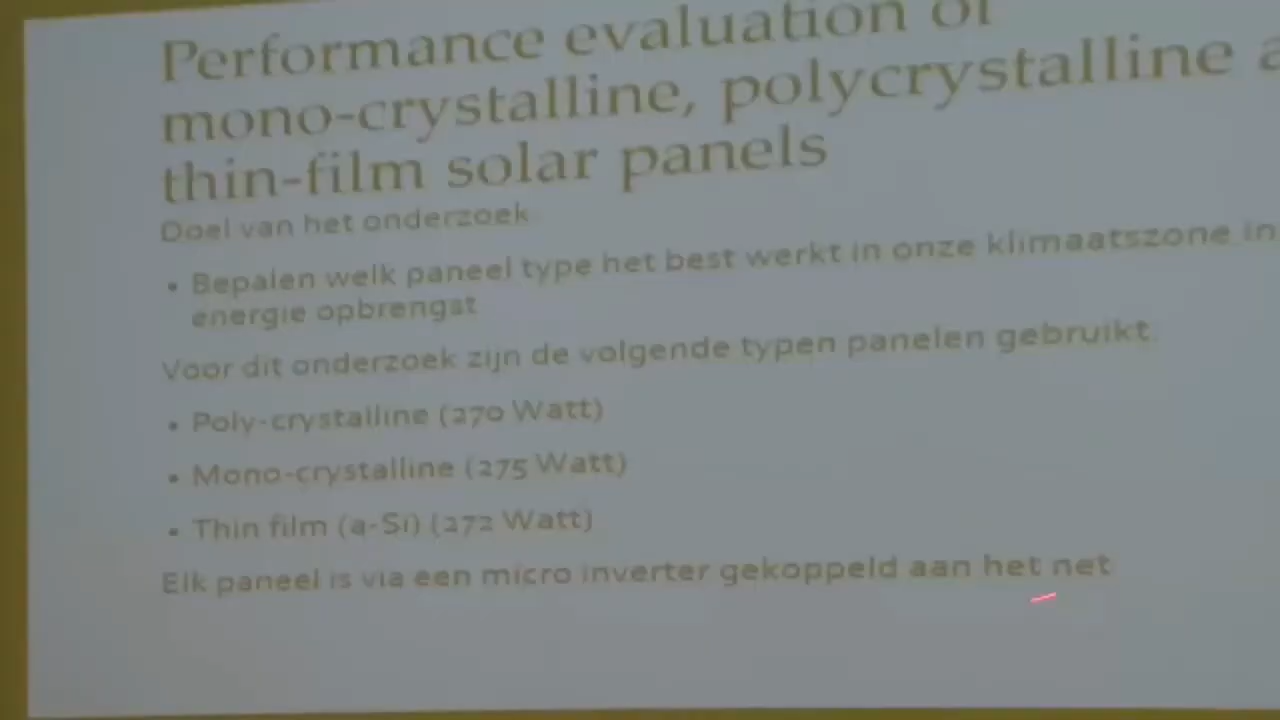 Performance evaluation of
mono-crystalline, polycrystalline a
thin-film solar panels
Doel van het onderzoek
• Bepalen welk paneel type het best werkt in onze klimaatszone in
energie opbrengst
Voor dit onderzoek zijn de volgende typen panelen gebruikt
• Poly-crystalline (270 Watt)
• Mono-crystalline (275 Watt)
• Thin film (a-Si) (272 Watt)
Elk paneel is via een micro inverter gekoppeld aan het net